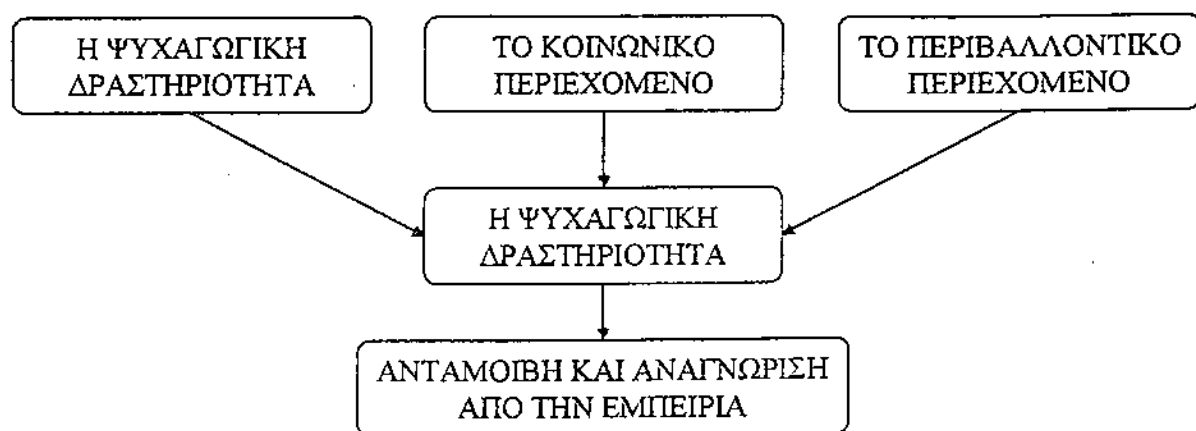 Η ΨΥΧΑΓΩΓΙΚΗ
ΔΡΑΣΤΗΡΙΟΤΗΤΑ
ΤΟ ΚΟΙΝΩΝΙΚΟ
ΠΕΡΙΕΧΟΜΕΝΟ
ΤΟ ΠΕΡΙΒΑΛΛΟΝΤΙΚΟ
ΠΕΡΙΕΧΟΜΕΝΟ
Η ΨΥΧΑΓΩΓΙΚΗ
ΔΡΑΣΤΗΡΙΟΤΗΤΑ
ΑΝΤΑΜΟΙΒΗ ΚΑΙ ΑΝΑΓΝΩΡΙΣΗ
ΑΠΟ ΤΗΝ ΕΜΠΕΙΡΙΑ